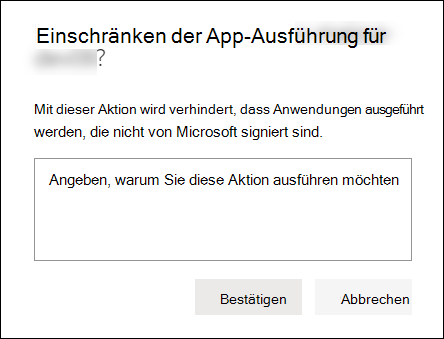 Einschränken der App-Ausführung für
?
Mit dieser Aktion wird verhindert, dass Anwendungen ausgeführt
werden, die nicht von Microsoft signiert sind.
Angeben, warum Sie diese Aktion ausführen möchten
Bestätigen
Abbrechen